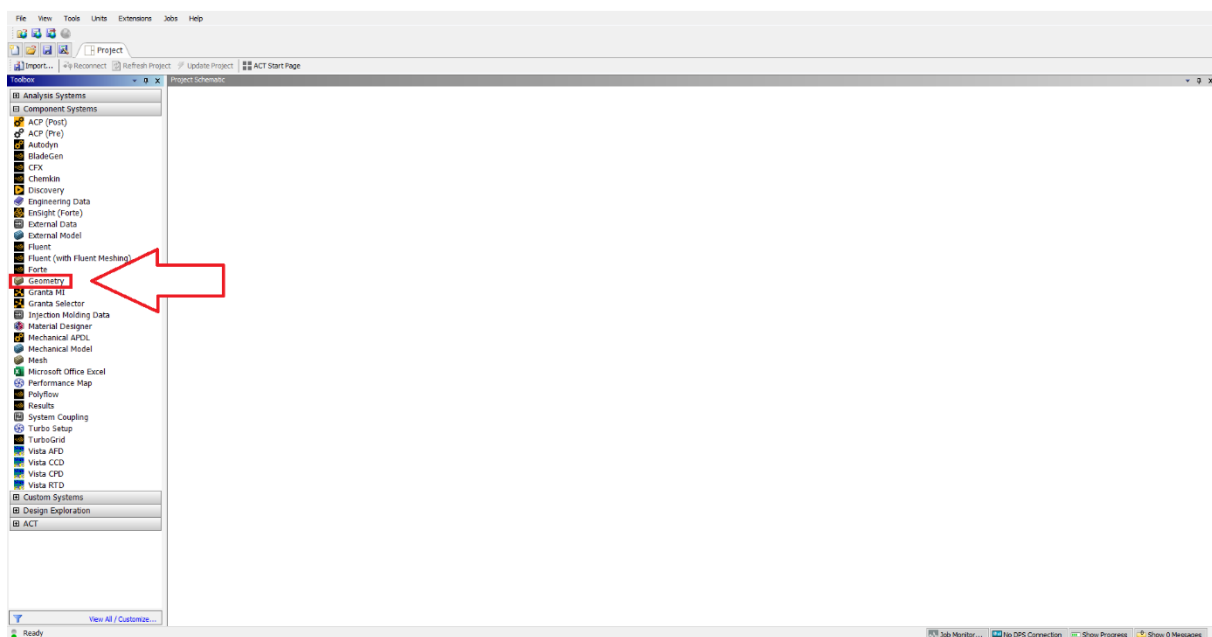 File View Tools Units Extensions Jobs Help
Project
Import... Reconnect Refresh Project Update Project ACT Start Page
Toolbox
Project Schematic
Analysis Systems
Component Systems
ACP (Post)
ACP (Pre)
Autodyn
BladeGen
CFX
Chemkin
Discovery
Engineering Data
EnSight (Forte)
External Data
External Model
Fluent
Fluent (with Fluent Meshing)
Forte
Geometry
Granta MI
Granta Selector
Injection Molding Data
Material Designer
Mechanical APDL
Mechanical Model
Mesh
Microsoft Office Excel
Performance Map
Polyflow
Results
System Coupling
Turbo Setup
TurboGrid
Vista AFD
Vista CCD
Vista CPD
Vista RTD
Custom Systems
Design Exploration
ACT
View All / Customize...
Ready
Job Monitor... No DPS Connection Show Progress Show 0 Messages